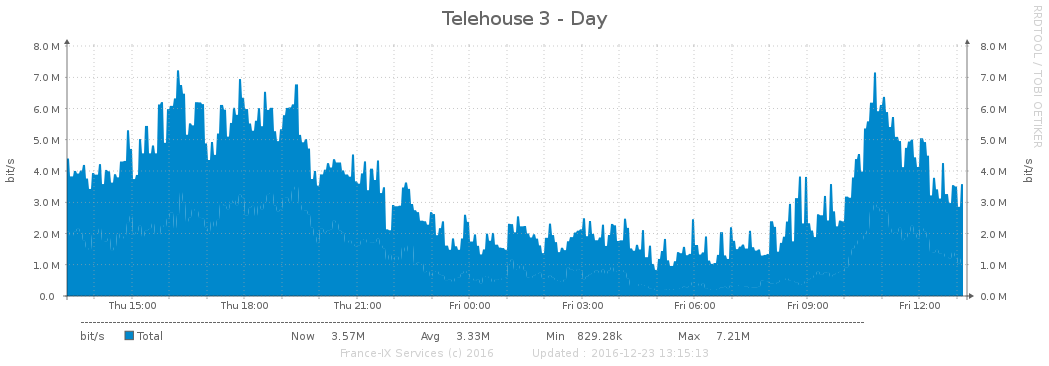 Telehouse 3 - Day
RRDTOOL / TOBI OETIKER
bit/s
8.0 M 8.0 M
7.0 M 7.0 M
6.0 M 6.0 M
5.0 M 5.0 M
4.0 M 4.0 M
3.0 M 3.0 M
2.0 M 2.0 M
1.0 M 1.0 M
0.0 0.0 M
bit/s
Thu 15:00 Thu 18:00 Thu 21:00 Fri 00:00 Fri 03:00 Fri 06:00 Fri 09:00 Fri 12:00
bit/s Total Now 3.57M Avg 3.33M Min 829.28k Max 7.21M
France-IX Services (c) 2016 Updated : 2016-12-23 13:15:13